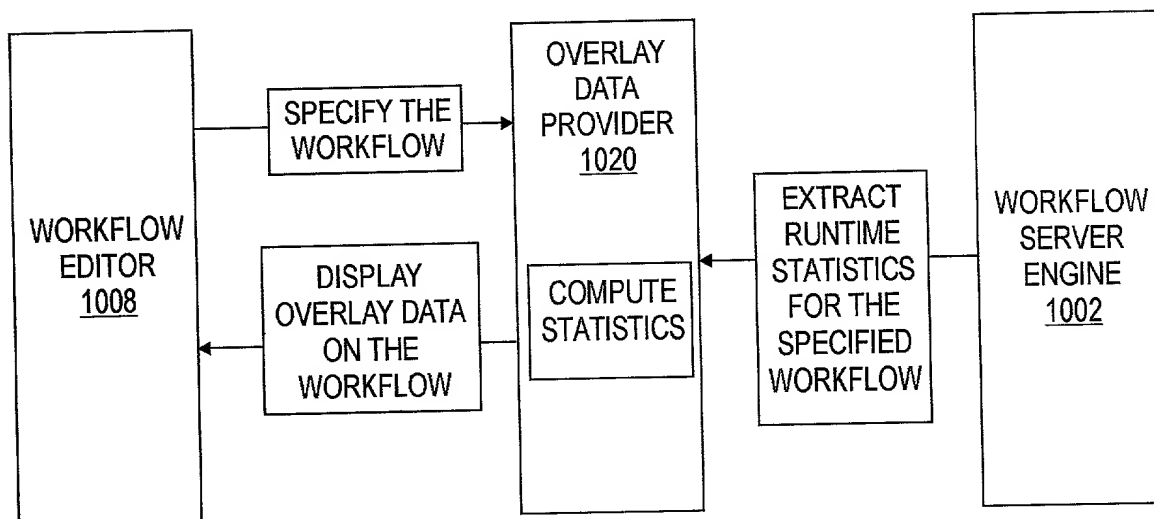 WORKFLOW
EDITOR
1008
SPECIFY THE
WORKFLOW
DISPLAY
OVERLAY DATA
ON THE
WORKFLOW
OVERLAY
DATA
PROVIDER
1020
COMPUTE
STATISTICS
EXTRACT
RUNTIME
STATISTICS
FOR THE
SPECIFIED
WORKFLOW
WORKFLOW
SERVER
ENGINE
1002